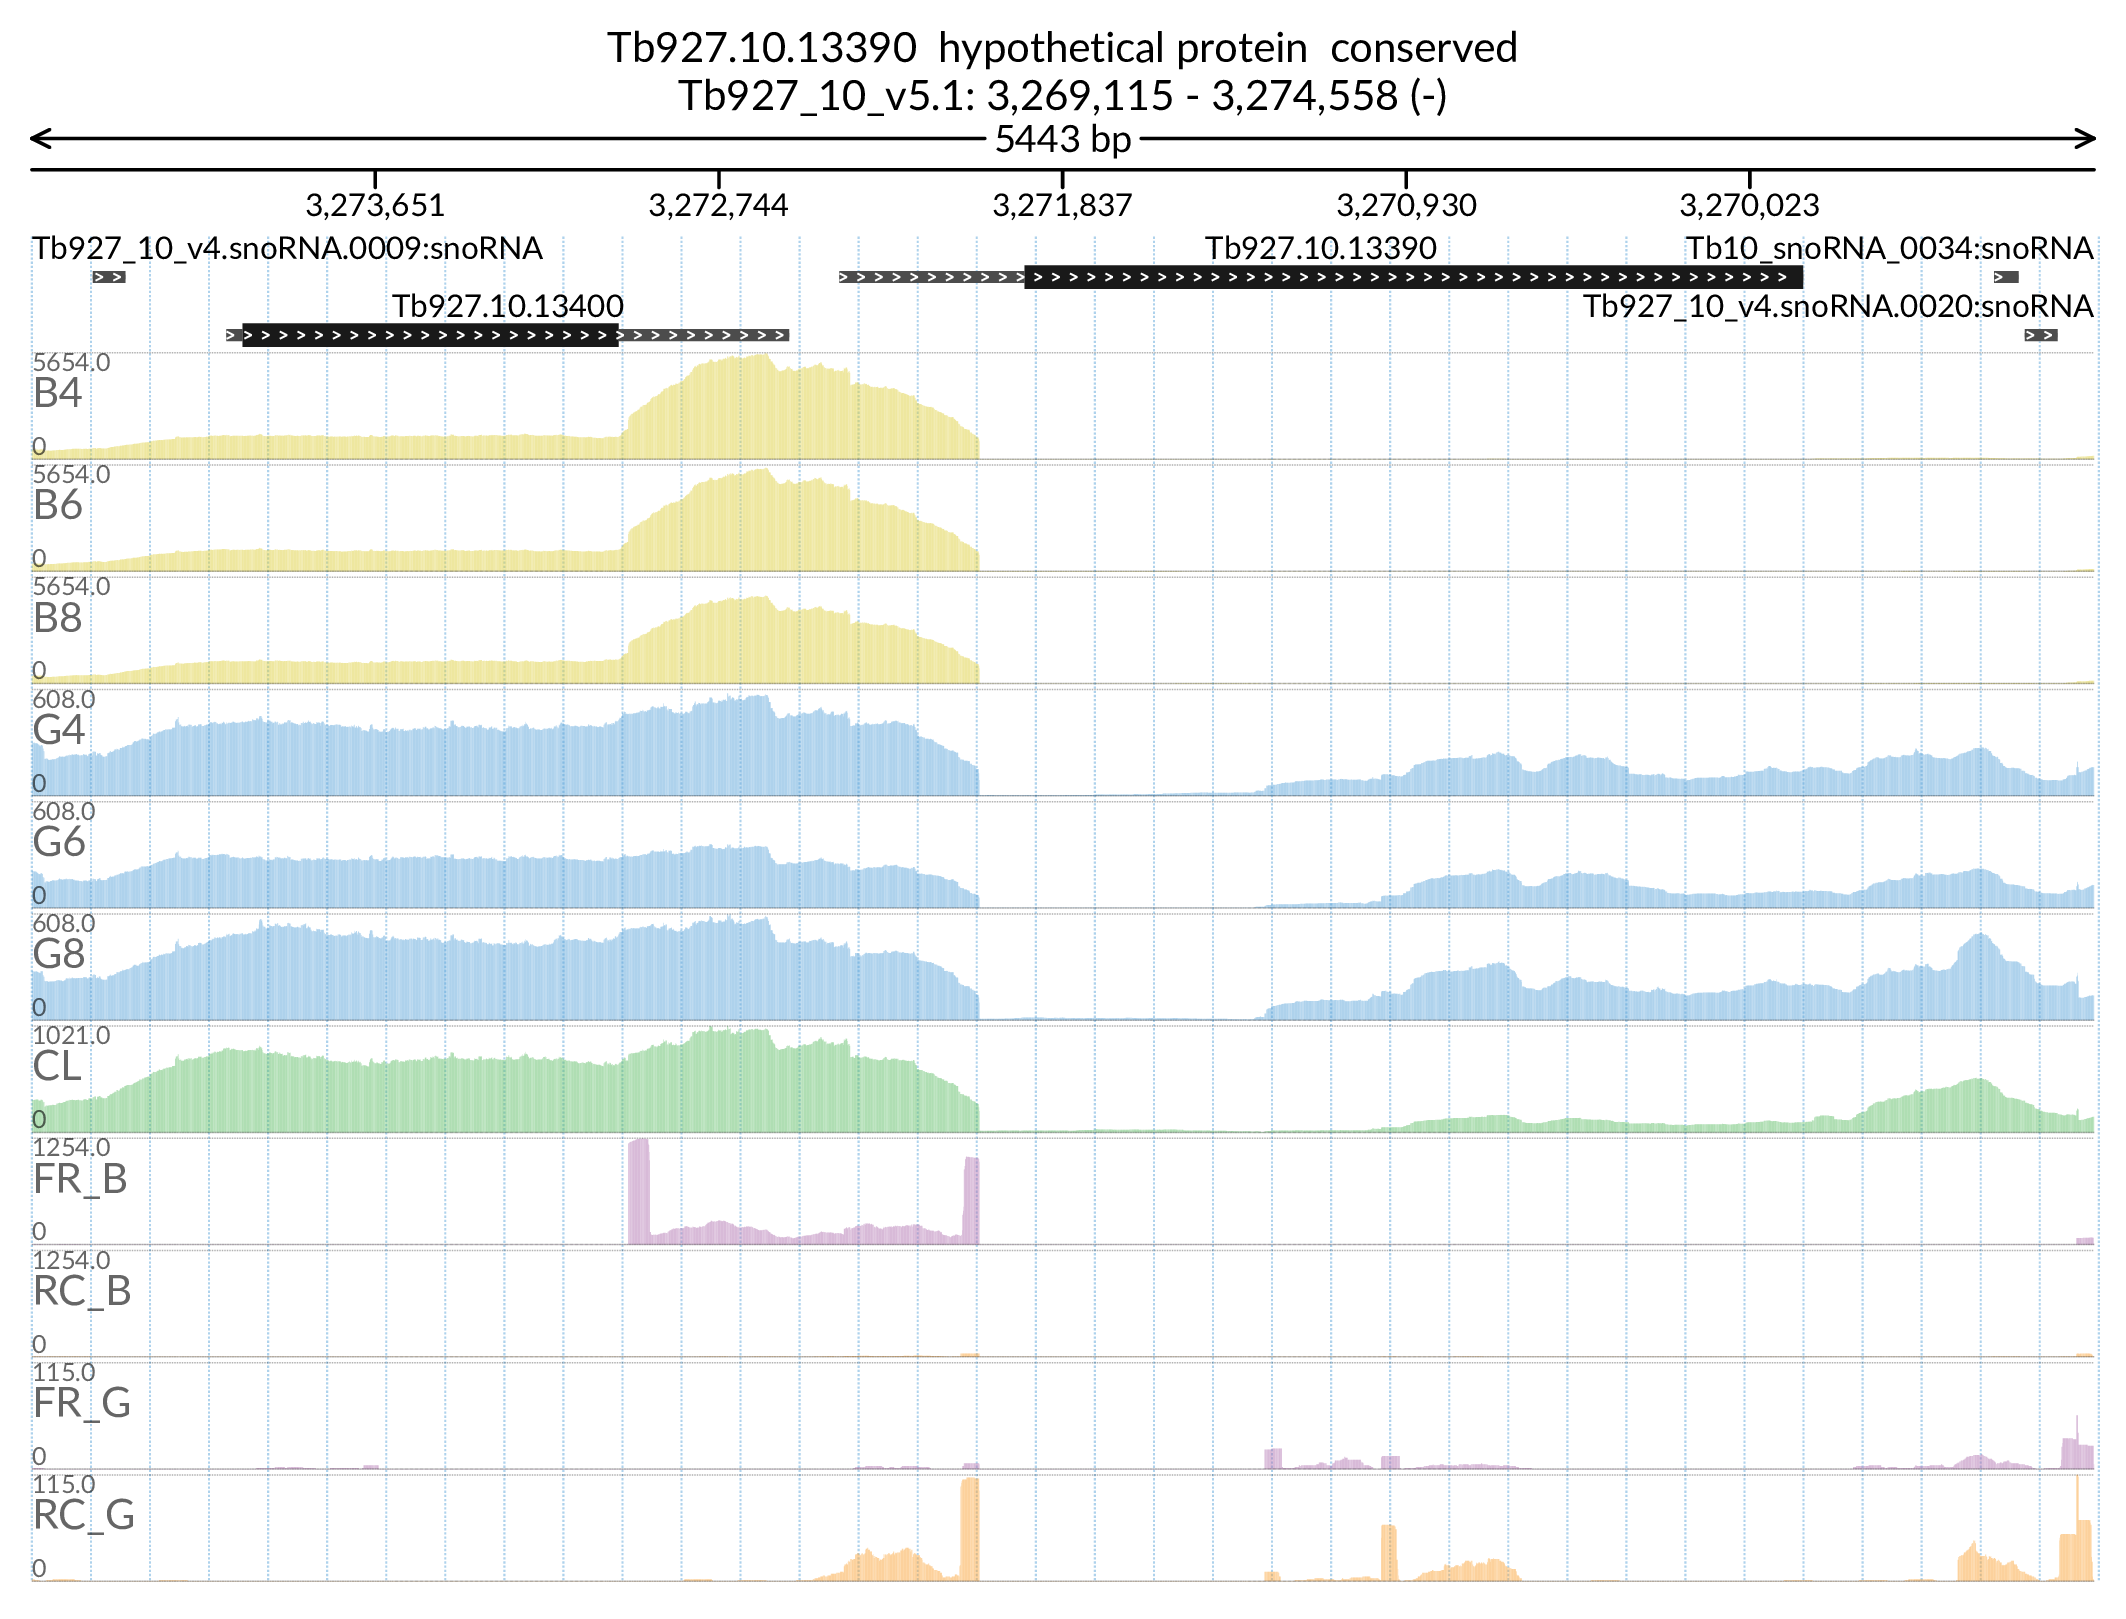 Tb927.10.13390  hypothetical protein  conserved
Tb927_10_v5.1: 3,269,115 - 3,274,558 (-)
5443 bp
3,273,651 3,272,744 3,271,837 3,270,930 3,270,023
Tb927_10_v4.snoRNA.0009:snoRNA Tb927.10.13390 Tb10_snoRNA_0034:snoRNA
Tb927.10.13400 Tb927_10_v4.snoRNA.0020:snoRNA
5654.0
B4
0
5654.0
B6
0
5654.0
B8
0
608.0
G4
0
608.0
G6
0
608.0
G8
0
1021.0
CL
0
1254.0
FR_B
0
1254.0
RC_B
0
115.0
FR_G
0
115.0
RC_G
0